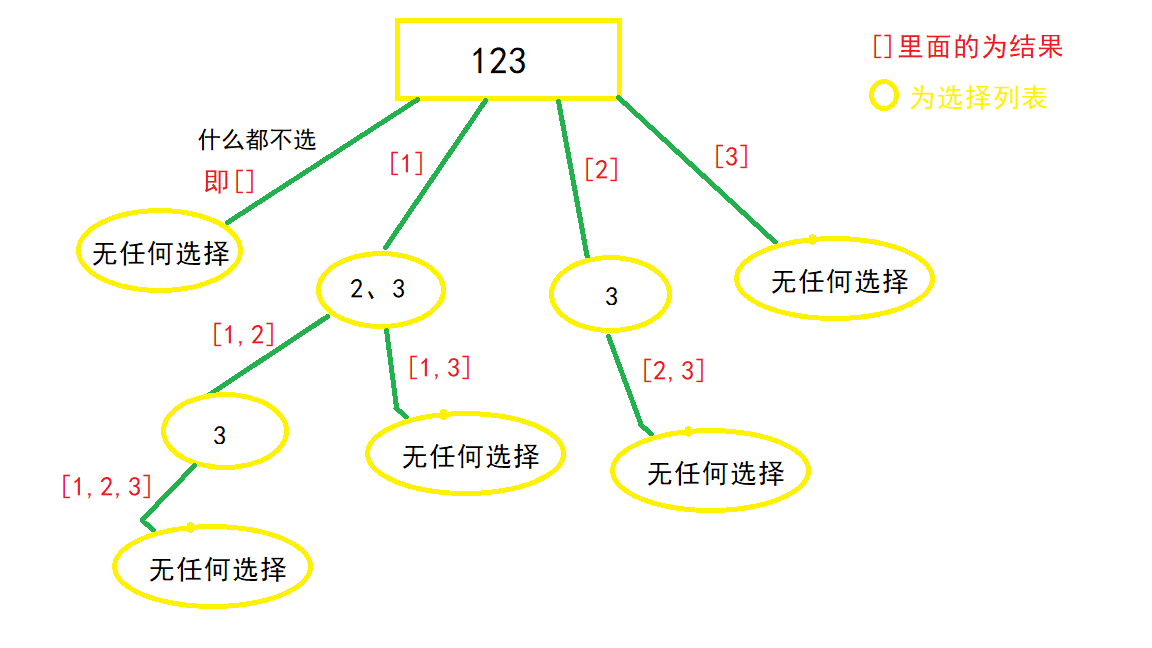 123
[]里面的为结果
为选择列表
什么都不选
即[]
[1]
[2]
[3]
无任何选择
2、3
3
无任何选择
[1,2]
[1,3]
[2,3]
3
无任何选择
无任何选择
[1,2,3]
无任何选择